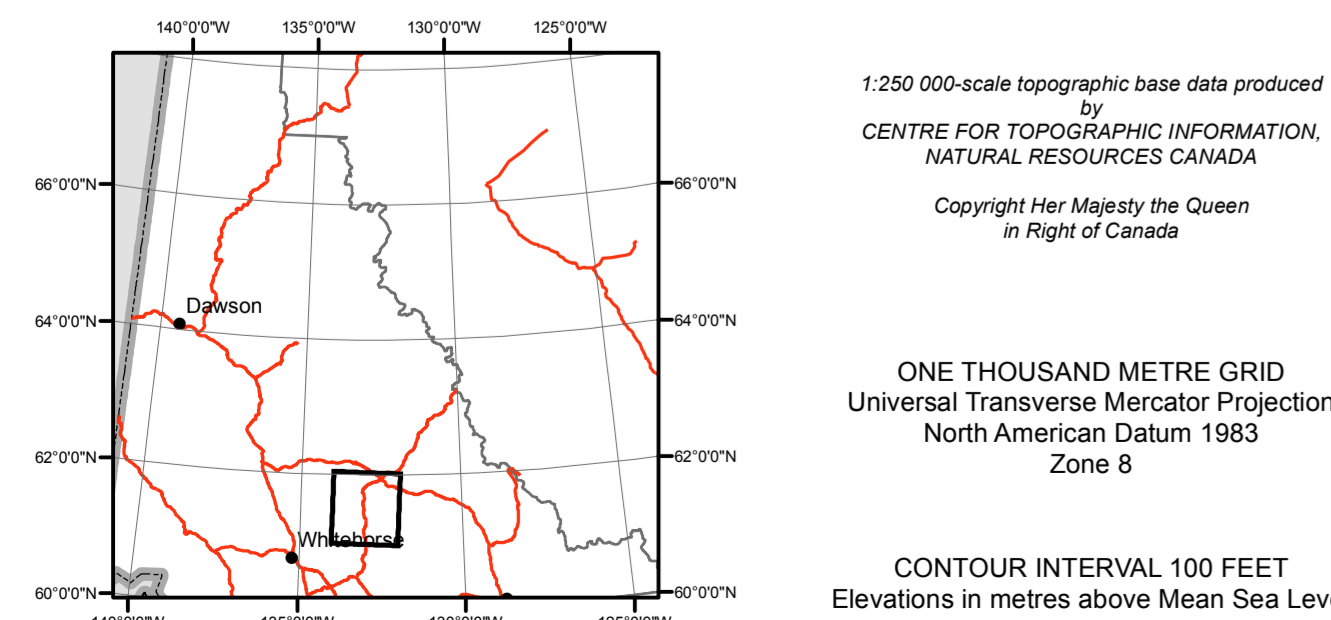 140°0'0"W 135°0'0"W 130°0'0"W 125°0'0"W
66°0'0"N 66°0'0"N
Dawson
64°0'0"N 64°0'0"N
62°0'0"N 62°0'0"N
Whitehorse
60°0'0"N 60°0'0"N
1:250 000-scale topographic base data produced
by
CENTRE FOR TOPOGRAPHIC INFORMATION,
NATURAL RESOURCES CANADA
Copyright Her Majesty the Queen
in Right of Canada
ONE THOUSAND METRE GRID
Universal Transverse Mercator Projection
North American Datum 1983
Zone 8
CONTOUR INTERVAL 100 FEET
Elevations in metres above Mean Sea Leve